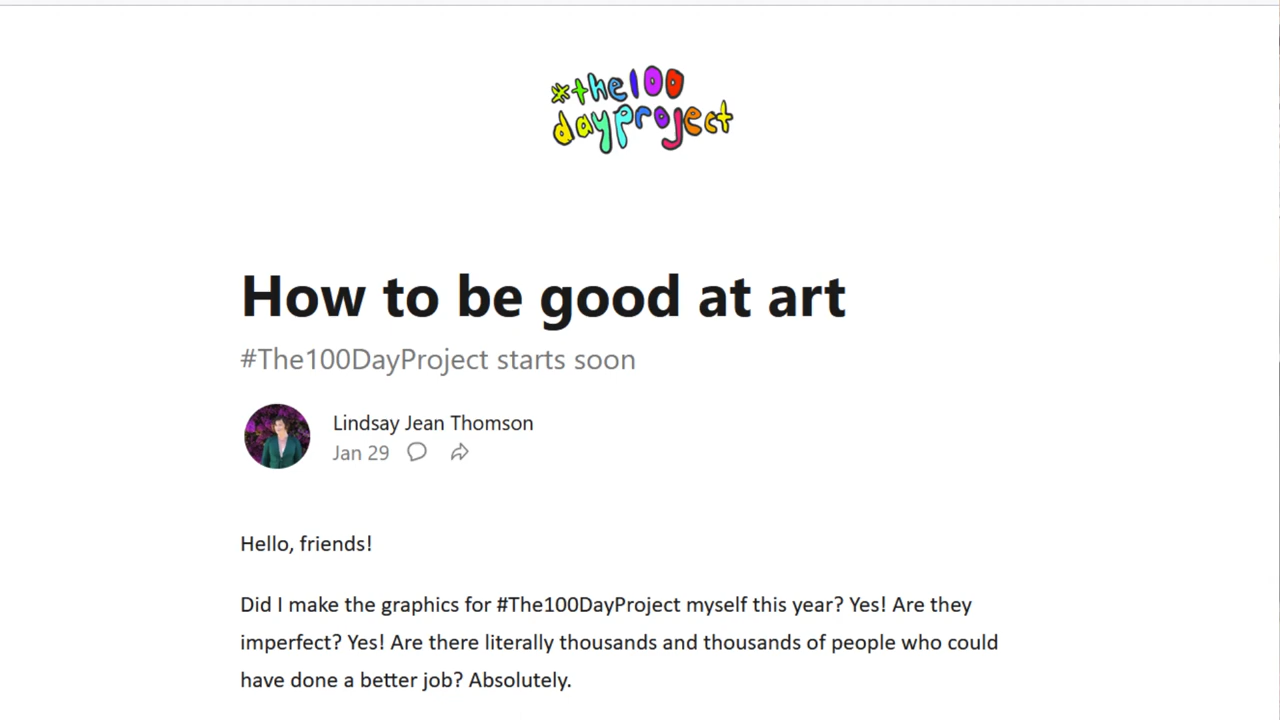 *the100
dayproject
How to be good at art
#The100DayProject starts soon
Lindsay Jean Thomson
Jan 29
Hello, friends!
Did I make the graphics for #The100DayProject myself this year? Yes! Are they
imperfect? Yes! Are there literally thousands and thousands of people who could
have done a better job? Absolutely.